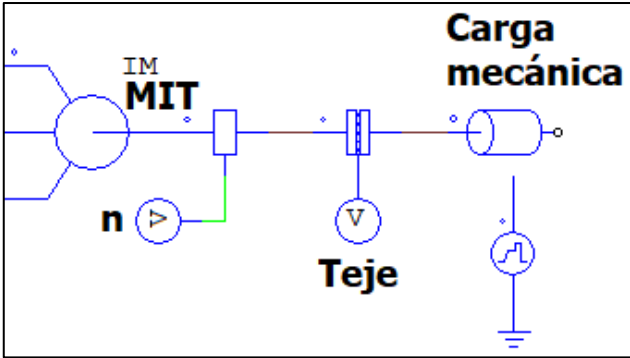 Carga
mecánica
IM
MIT
n
V
V
Teje